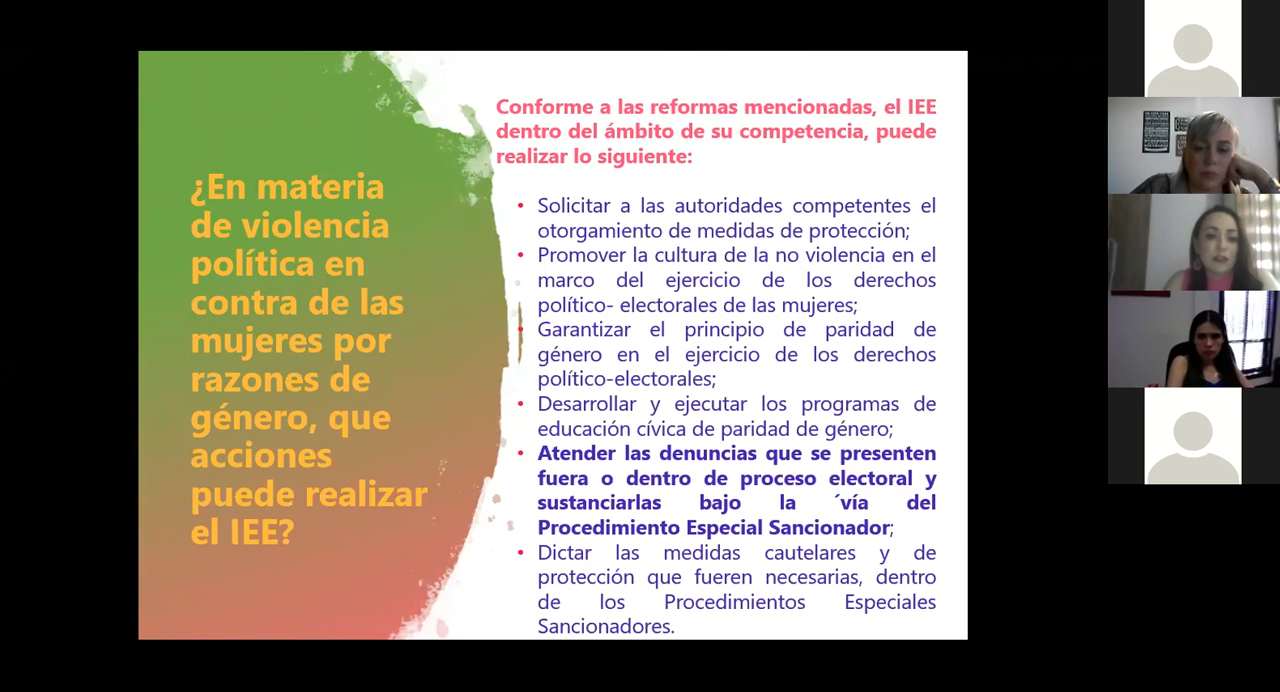 ¿En materia
de violencia
política en
contra de las
mujeres por
razones de
género, que
acciones
puede realizar
el IEE?
Conforme a las reformas mencionadas, el IEE
dentro del ámbito de su competencia, puede
realizar lo siguiente:
• Solicitar a las autoridades competentes el
otorgamiento de medidas de protección;
• Promover la cultura de la no violencia en el
marco del ejercicio de los derechos
político- electorales de las mujeres;
• Garantizar el principio de paridad de
género en el ejercicio de los derechos
político-electorales;
• Desarrollar y ejecutar los programas de
educación cívica de paridad de género;
• Atender las denuncias que se presenten
fuera o dentro de proceso electoral y
sustanciarlas bajo la ´vía del
Procedimiento Especial Sancionador;
• Dictar las medidas cautelares y de
protección que fueren necesarias, dentro
de los Procedimientos Especiales
Sancionadores.